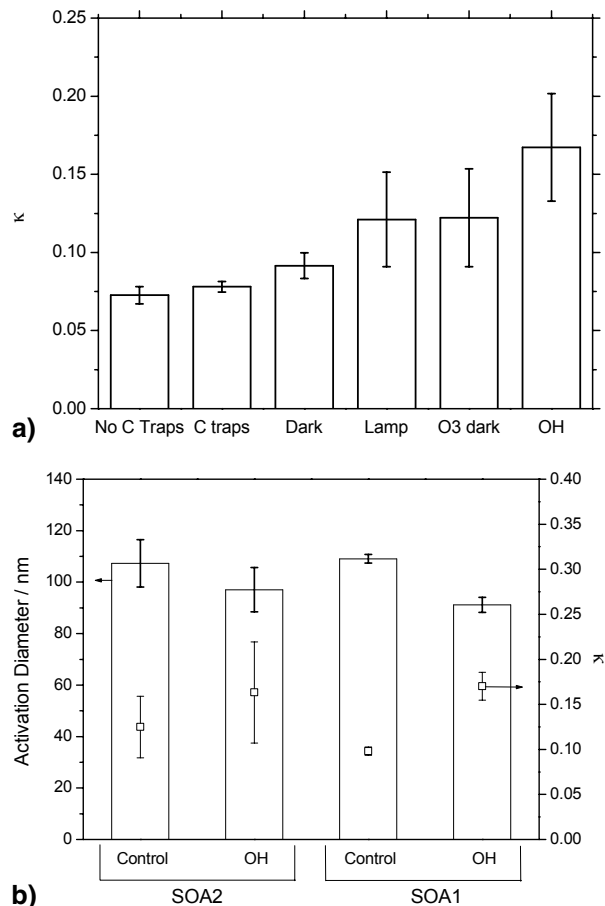 0.25
0.20
0.15
0.10
0.05
0.00
κ
No C Traps C traps Dark Lamp O3 dark OH
a)
140
120
100
80
60
40
20
0
Activation Diameter / nm
0.40
0.35
0.30
0.25
0.20
0.15
0.10
0.05
0.00
κ
Control OH Control OH
SOA2 SOA1
b)